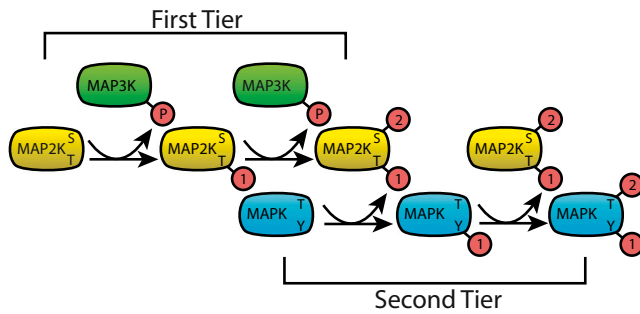 First Tier
MAP3K
P
MAP3K
P
MAP2K S T
MAP2K S T
1
MAP2K S T
2
1
MAP2K S T
2
1
MAPK T Y
MAPK T Y
1
MAPK T Y
2
1
Second Tier